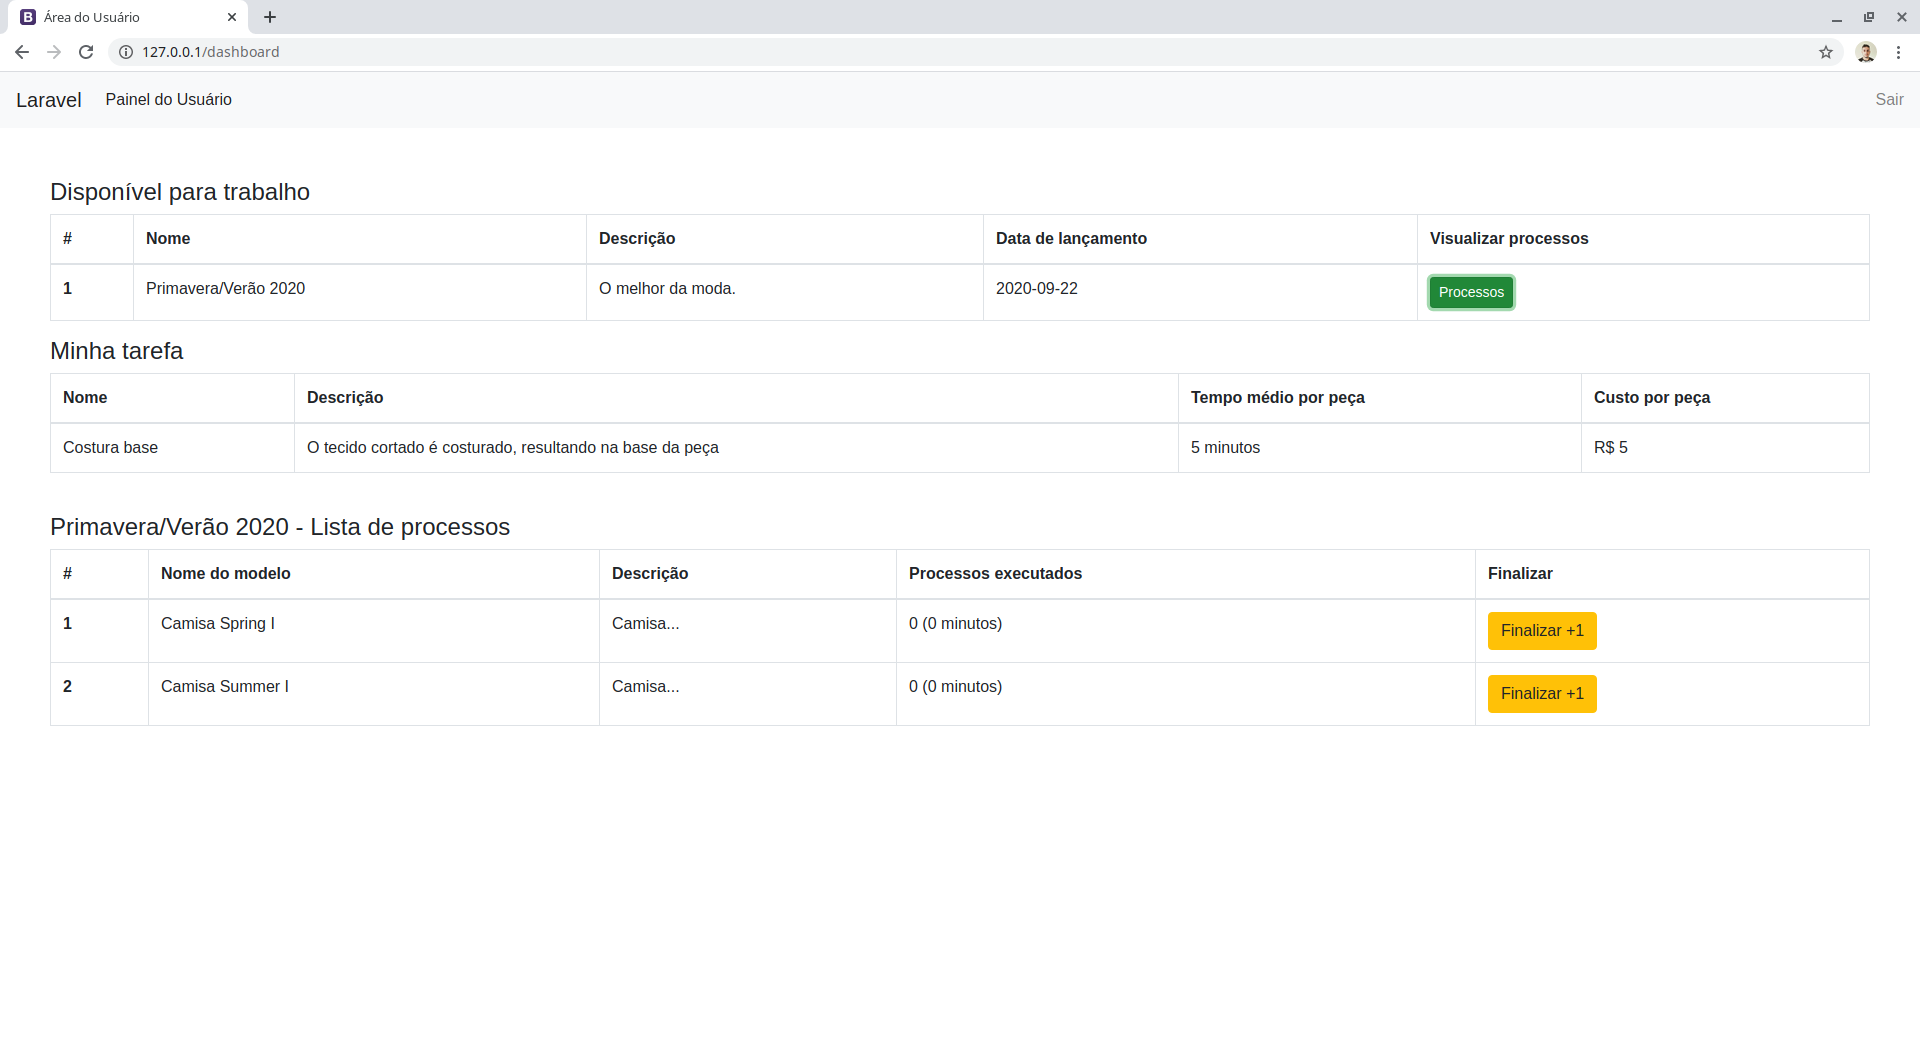 Área do Usuário
127.0.0.1/dashboard
Laravel Painel do Usuário Sair
Disponível para trabalho
# Nome Descrição Data de lançamento Visualizar processos
1 Primavera/Verão 2020 O melhor da moda. 2020-09-22 Processos
Minha tarefa
Nome Descrição Tempo médio por peça Custo por peça
Costura base O tecido cortado é costurado, resultando na base da peça 5 minutos R$ 5
Primavera/Verão 2020 - Lista de processos
# Nome do modelo Descrição Processos executados Finalizar
1 Camisa Spring I Camisa... 0 (0 minutos) Finalizar +1
2 Camisa Summer I Camisa... 0 (0 minutos) Finalizar +1